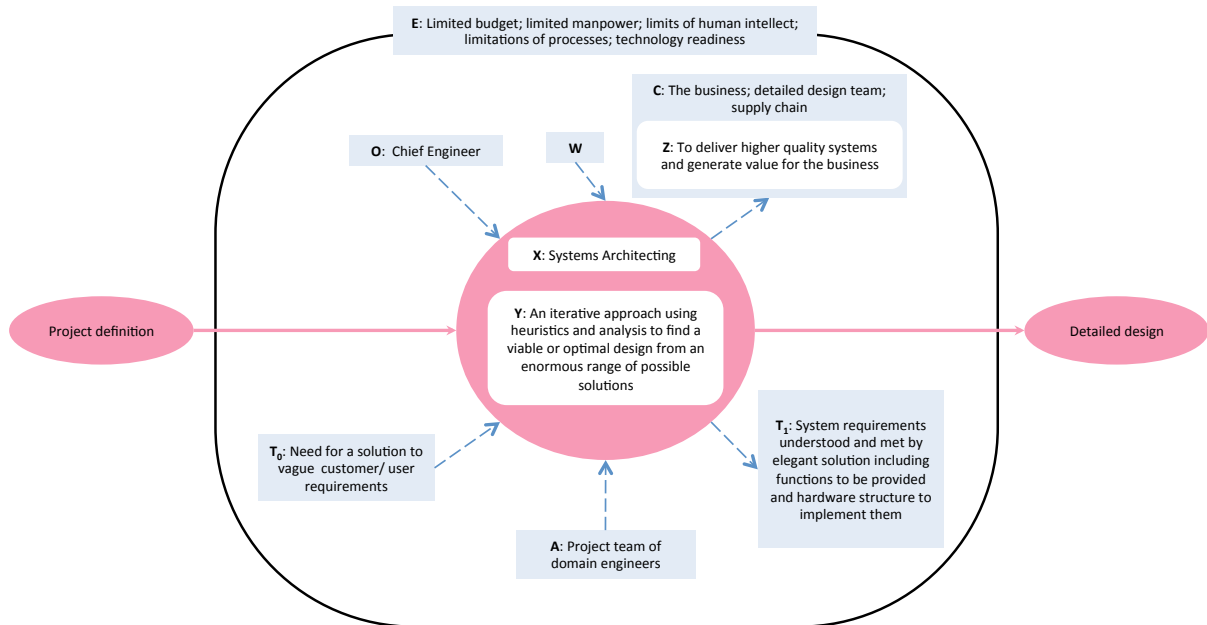 E: Limited budget; limited manpower; limits of human intellect;
limitations of processes; technology readiness
C: The business; detailed design team;
supply chain
O: Chief Engineer
W
Z: To deliver higher quality systems
and generate value for the business
X: Systems Architecting
Project definition
Y: An iterative approach using
heuristics and analysis to find a
viable or optimal design from an
enormous range of possible
solutions
Detailed design
T0: Need for a solution to
vague customer/ user
requirements
T1: System requirements
understood and met by
elegant solution including
functions to be provided
and hardware structure to
implement them
A: Project team of
domain engineers